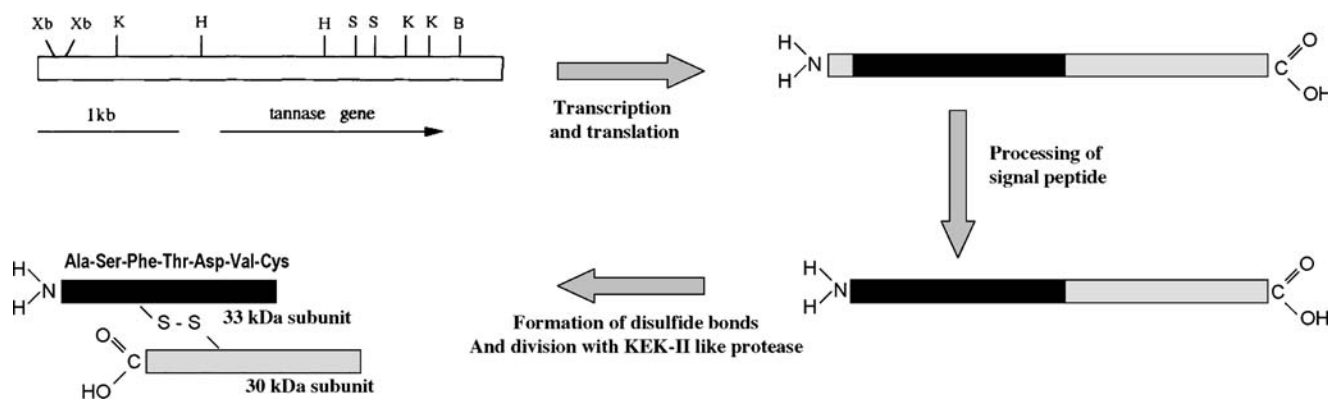 Xb Xb K H H S S K K B
1kb tannase gene
Transcription
and translation
H
N
H
O
C
OH
Processing of
signal peptide
H
N
H
O
C
OH
Formation of disulfide bonds
And division with KEK-II like protease
Ala-Ser-Phe-Thr-Asp-Val-Cys
H
N
H
33 kDa subunit
S - S
O
C
HO
30 kDa subunit